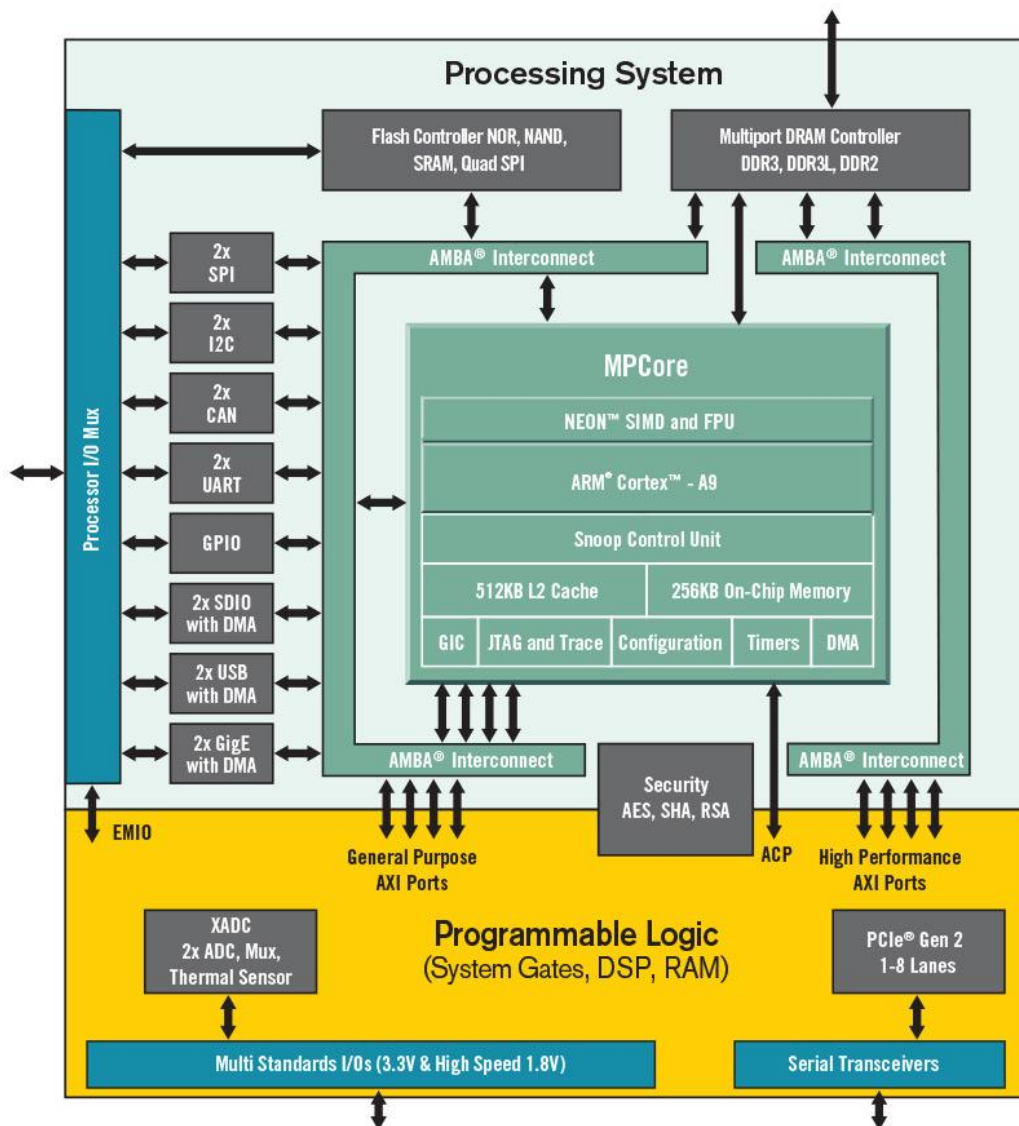 Processing System
Flash Controller NOR, NAND,
SRAM, Quad SPI
Multiport DRAM Controller
DDR3, DDR3L, DDR2
AMBA® Interconnect
AMBA® Interconnect
Processor I/O Mux
2x
SPI
2x
I2C
2x
CAN
2x
UART
GPIO
2x SDIO
with DMA
2x USB
with DMA
2x GigE
with DMA
MPCore
NEON™ SIMD and FPU
ARM® Cortex™ - A9
Snoop Control Unit
512KB L2 Cache
256KB On-Chip Memory
GIC
JTAG and Trace
Configuration
Timers
DMA
AMBA® Interconnect
AMBA® Interconnect
Security
AES, SHA, RSA
EMIO
General Purpose
AXI Ports
ACP
High Performance
AXI Ports
XADC
2x ADC, Mux,
Thermal Sensor
Programmable Logic
(System Gates, DSP, RAM)
PCIe® Gen 2
1-8 Lanes
Multi Standards I/Os (3.3V & High Speed 1.8V)
Serial Transceivers